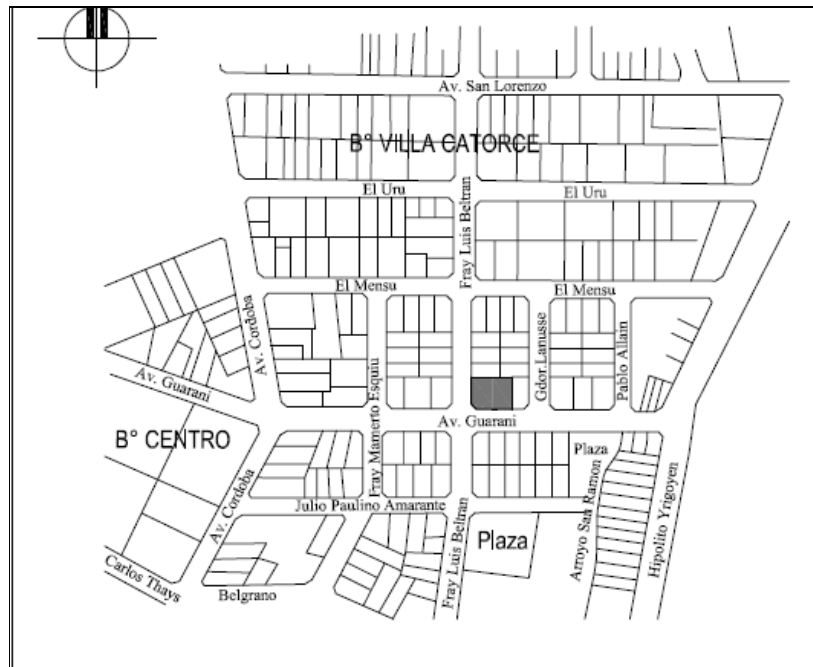 Av. San Lorenzo
B° VILLA CATORCE
El Uru
El Uru
Fray Luis Beltran
El Mensu
El Mensu
Av. Cordoba
Gdor. Lanusse
Pablo Allain
Av. Guarani
Fray Mamerto Esquiu
Av. Guarani
B° CENTRO
Plaza
Av. Cordoba
Julio Paulino Amarante
Plaza
Arroyo San Ramon
Hipolito Yrigoyen
Carlos Thays
Belgrano
Fray Luis Beltran